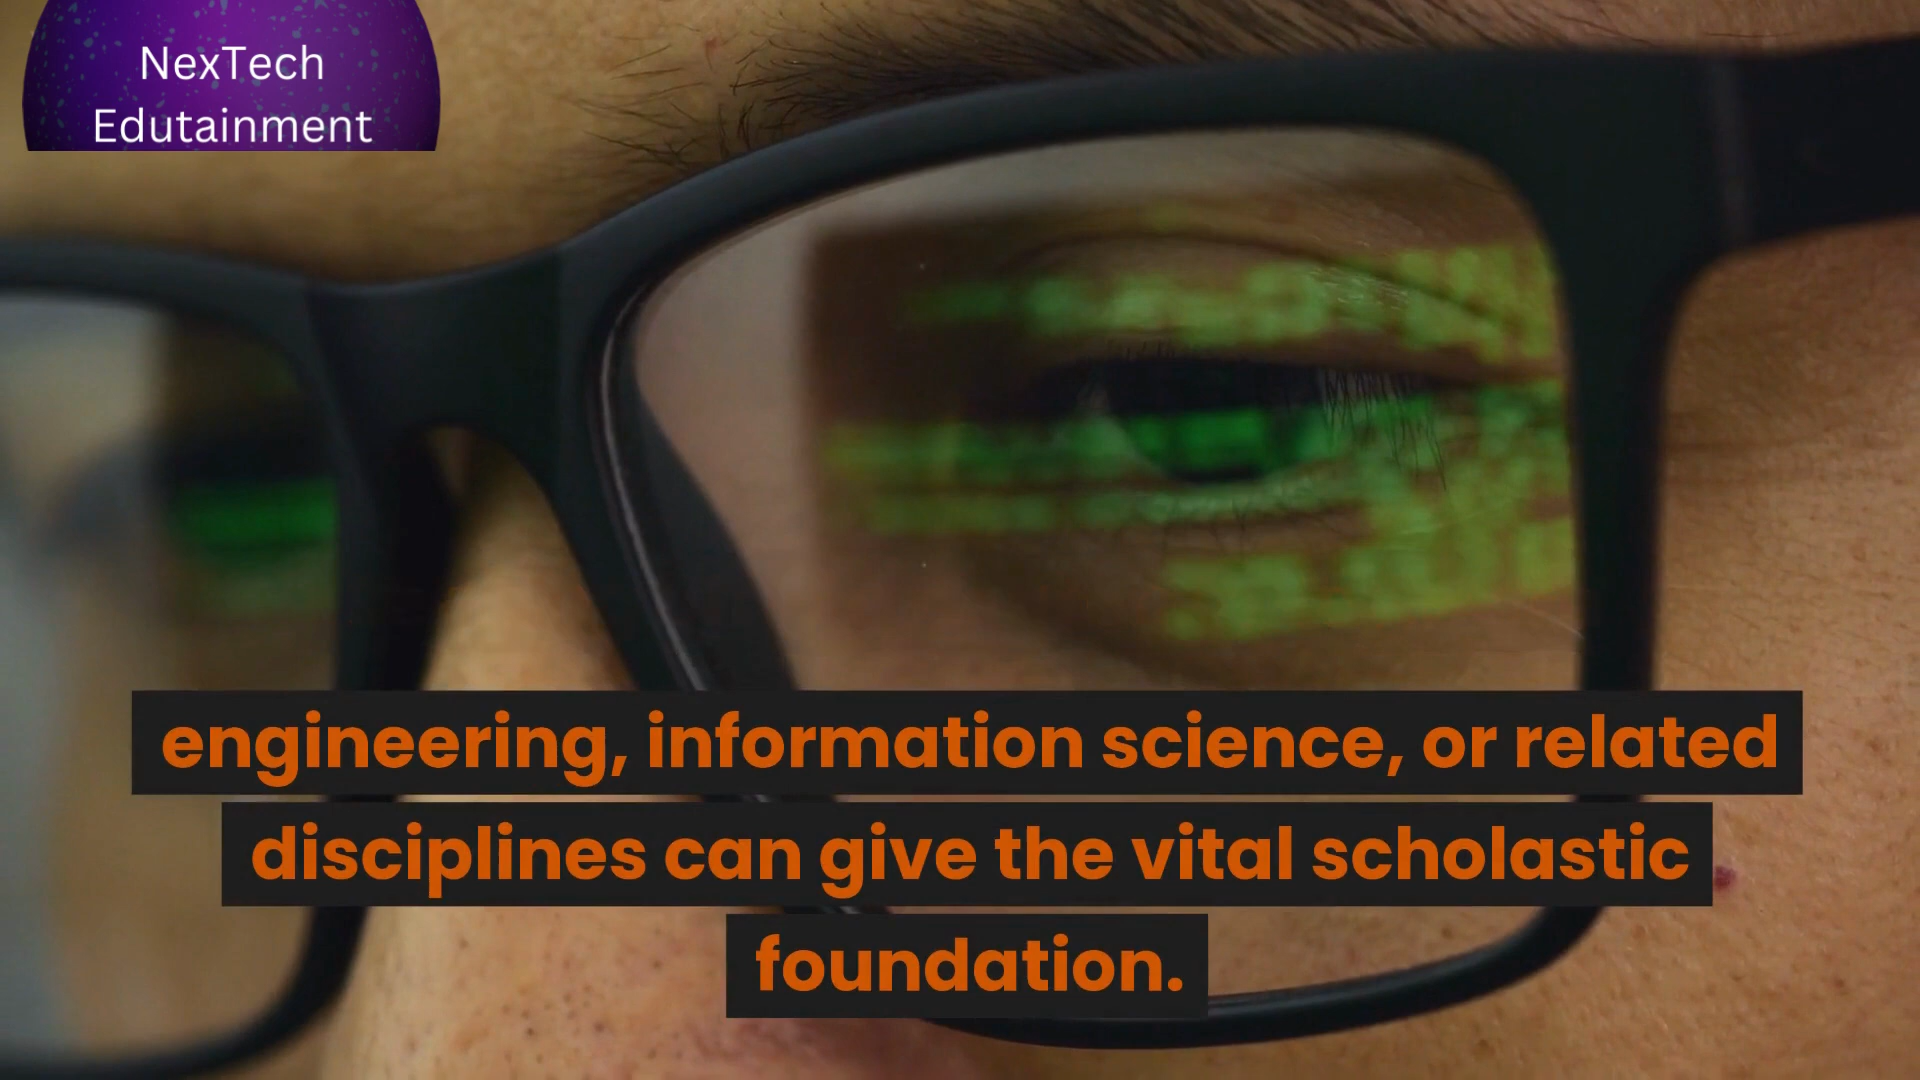 NexTech
Edutainment
engineering, information science, or related
disciplines can give the vital scholastic
foundation.